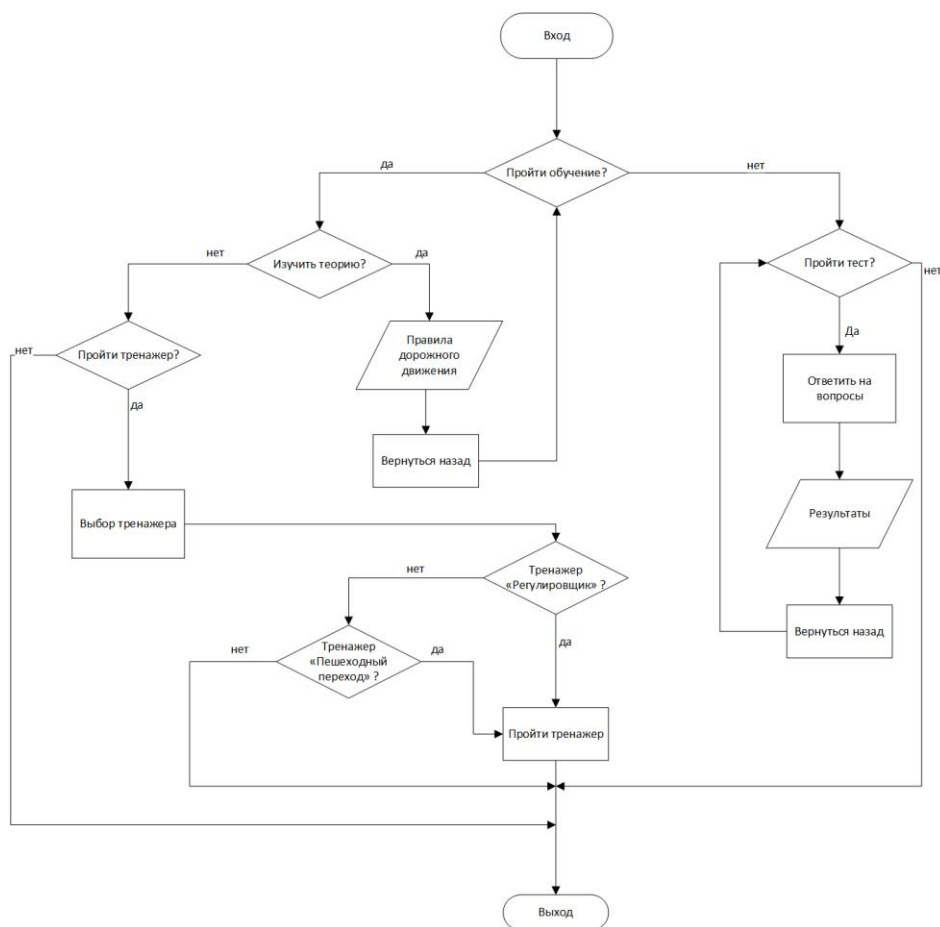 Вход
Пройти обучение?
да
нет
Изучить теорию?
нет
да
Пройти тест?
нет
Да
Пройти тренажер?
нет
да
Правила
дорожного
движения
Ответить на
вопросы
Вернуться назад
Выбор тренажера
Результаты
Тренажер
«Регулировщик» ?
нет
да
Вернуться назад
Тренажер
«Пешеходный
переход» ?
нет
да
Пройти тренажер
Выход